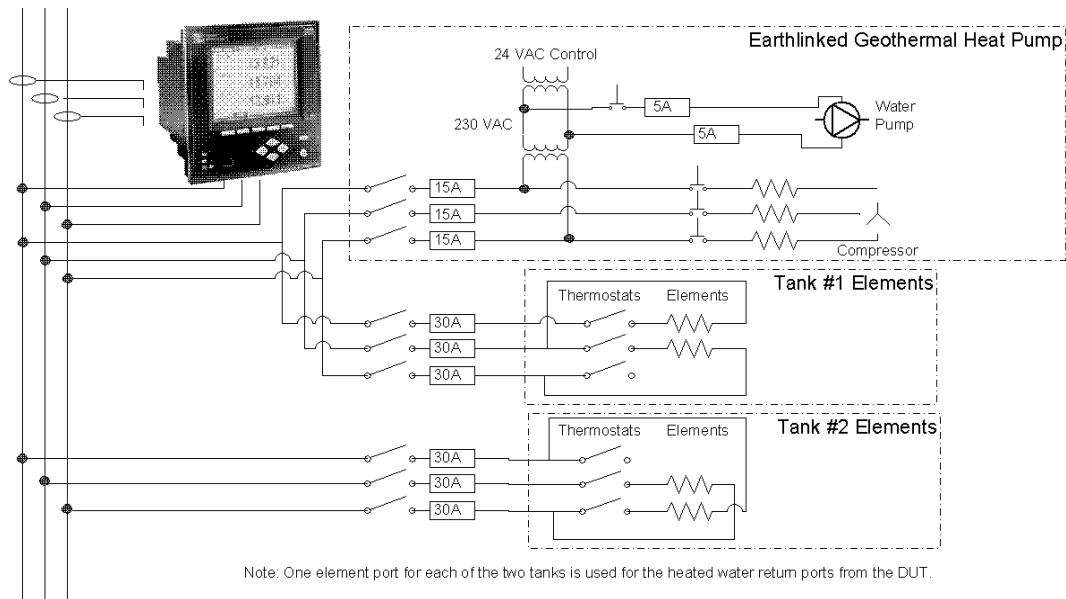 Earthlinked Geothermal Heat Pump
24 VAC Control
5A
Water
Pump
230 VAC
5A
15A
15A
15A
Compressor
Tank #1 Elements
Thermostats
Elements
30A
30A
30A
Tank #2 Elements
Thermostats
Elements
30A
30A
30A
Note: One element port for each of the two tanks is used for the heated water return ports from the DUT.